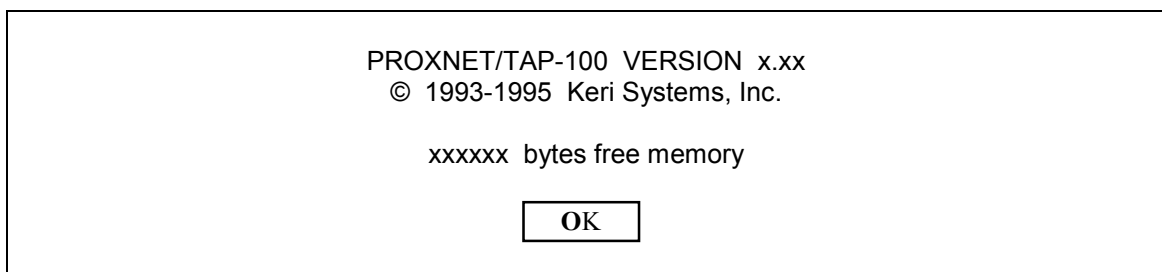 PROXNET/TAP-100 VERSION x.xx
© 1993-1995 Keri Systems, Inc.
xxxxxx bytes free memory
OK